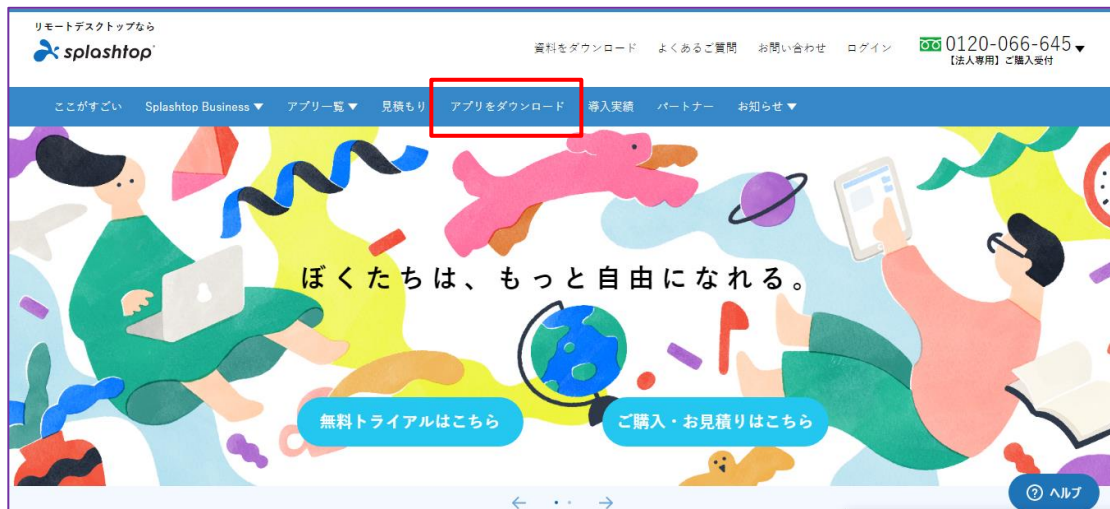 リモートデスクトップなら
splashtop
資料をダウンロード よくあるご質問 お問い合わせ ログイン 0120-066-645▼
【法人専用】ご購入受付
ここがすごい Splashtop Business▼ アプリ一覧▼ 見積もり アプリをダウンロード 導入実績 パートナー お知らせ▼
ぼくたちは、もっと自由になれる。
無料トライアルはこちら ご購入・お見積りはこちら
← →
? ヘルプ